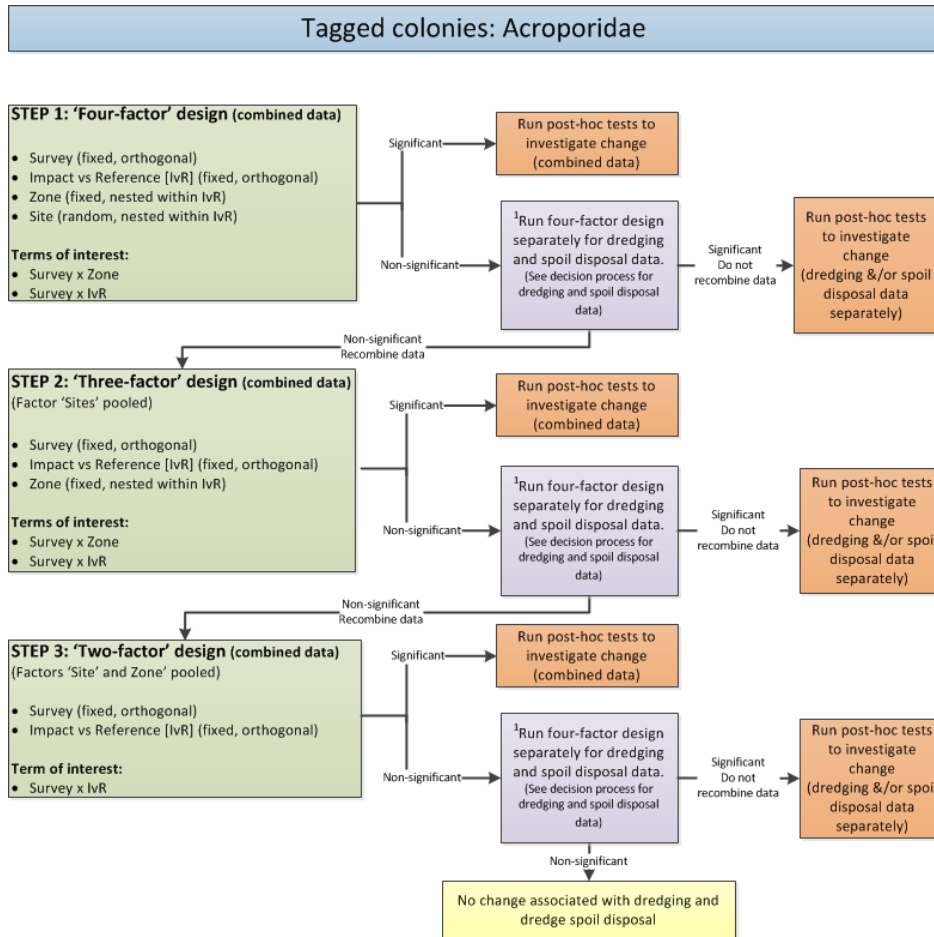 Tagged colonies: Acroporidae
STEP 1: ‘Four-factor’ design (combined data)
• Survey (fixed, orthogonal)
• Impact vs Reference [IvR] (fixed, orthogonal)
• Zone (fixed, nested within IvR)
• Site (random, nested within IvR)
Terms of interest:
• Survey x Zone
• Survey x IvR
Significant
Run post-hoc tests to
investigate change
(combined data)
Non-significant
¹Run four-factor design
separately for dredging
and spoil disposal data.
(See decision process for
dredging and spoil disposal
data)
Significant
Do not
recombine data
Run post-hoc tests
to investigate
change
(dredging &/or spoil
disposal data
separately)
Non-significant
Recombine data
STEP 2: ‘Three-factor’ design (combined data)
(Factor ‘Sites’ pooled)
• Survey (fixed, orthogonal)
• Impact vs Reference [IvR] (fixed, orthogonal)
• Zone (fixed, nested within IvR)
Terms of interest:
• Survey x Zone
• Survey x IvR
Significant
Run post-hoc tests to
investigate change
(combined data)
Non-significant
¹Run four-factor design
separately for dredging
and spoil disposal data.
(See decision process for
dredging and spoil disposal
data)
Significant
Do not
recombine data
Run post-hoc tests
to investigate
change
(dredging &/or spoi
disposal data
separately)
Non-significant
Recombine data
STEP 3: ‘Two-factor’ design (combined data)
(Factors ‘Site’ and Zone’ pooled)
• Survey (fixed, orthogonal)
• Impact vs Reference [IvR] (fixed, orthogonal)
Term of interest:
• Survey x IvR
Significant
Run post-hoc tests to
investigate change
(combined data)
Non-significant
¹Run four-factor design
separately for dredging
and spoil disposal data.
(See decision process for
dredging and spoil disposal
data)
Significant
Do not
recombine data
Run post-hoc tests
to investigate
change
(dredging &/or spoi
disposal data
separately)
Non-significant
No change associated with dredging and
dredge spoil disposal